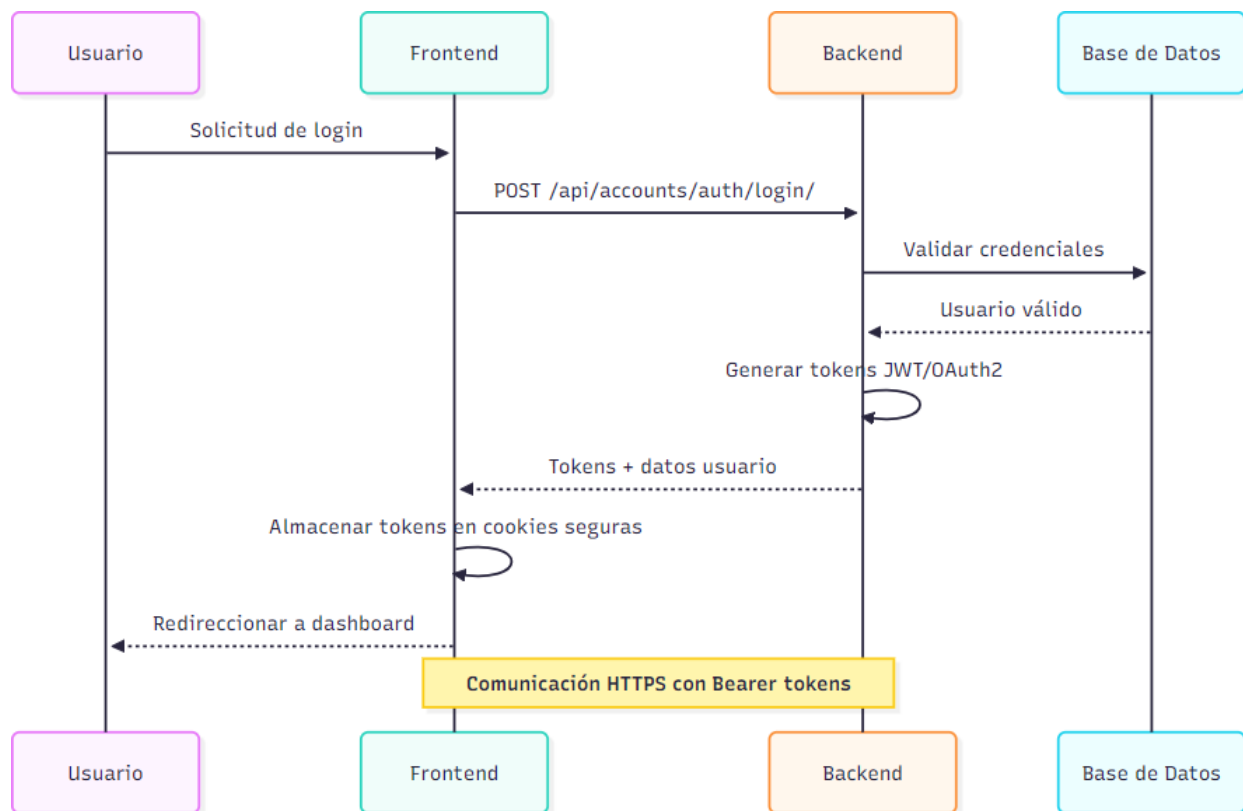 Usuario
Frontend
Backend
Base de Datos
Solicitud de login
POST /api/accounts/auth/login/
Validar credenciales
Usuario válido
Generar tokens JWT/OAuth2
Tokens + datos usuario
Almacenar tokens en cookies seguras
Redireccionar a dashboard
Comunicación HTTPS con Bearer tokens
Usuario
Frontend
Backend
Base de Datos